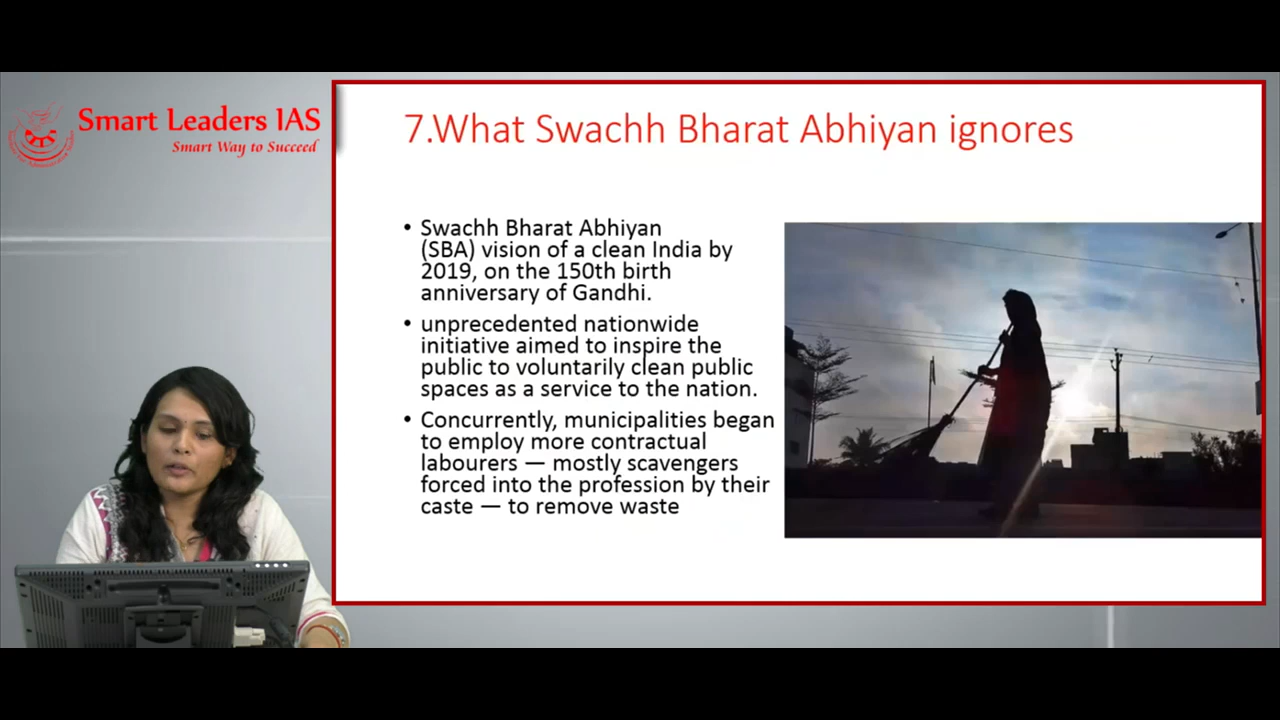 Smart Leaders IAS
Smart Way to Succeed
7.What Swachh Bharat Abhiyan ignores
• Swachh Bharat Abhiyan
(SBA) vision of a clean India by
2019, on the 150th birth
anniversary of Gandhi.
• unprecedented nationwide
initiative aimed to inspire the
public to voluntarily clean public
spaces as a service to the nation.
• Concurrently, municipalities began
to employ more contractual
labourers — mostly scavengers
forced into the profession by their
caste — to remove waste